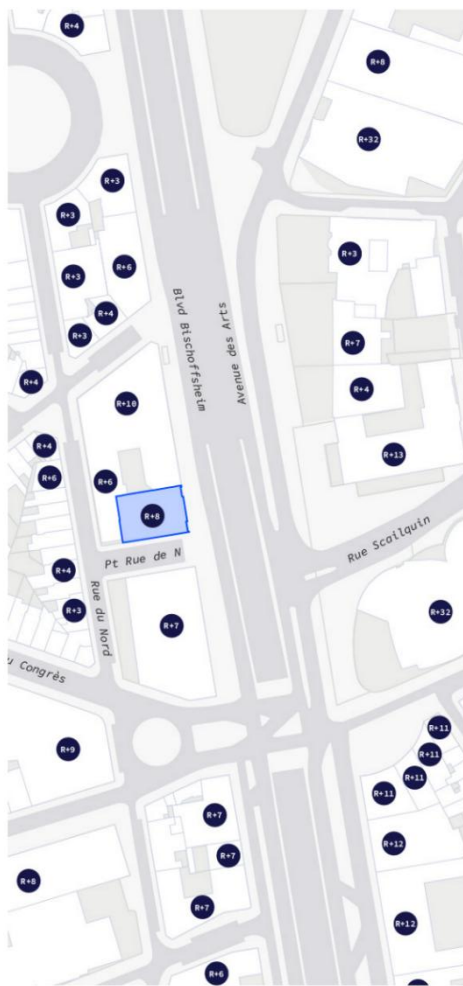 R+4
R+8
R+32
R+3
R+3
R+3
R+3
R+6
Blvd Bischoffsheim
Avenue des Arts
R+4
R+3
R+7
R+4
R+4
R+10
R+4
R+13
R+6
R+6
R+8
Rue Scailquin
Pt Rue de N
R+4
Rue du Nord
R+3
R+32
R+7
u Congrès
R+11
R+9
R+11
R+11
R+11
R+7
R+12
R+7
R+8
R+7
R+12
R+6